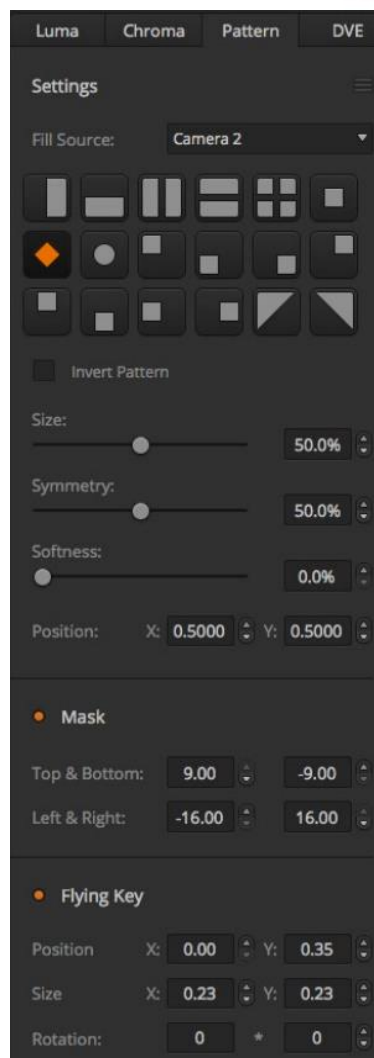 Luma Chroma Pattern DVE
Settings
Fill Source: Camera 2
Invert Pattern
Size:
50.0%
Symmetry:
50.0%
Softness:
0.0%
Position: X: 0.5000 Y: 0.5000
Mask
Top & Bottom: 9.00 -9.00
Left & Right: -16.00 16.00
Flying Key
Position X: 0.00 Y: 0.35
Size X: 0.23 Y: 0.23
Rotation: 0 * 0